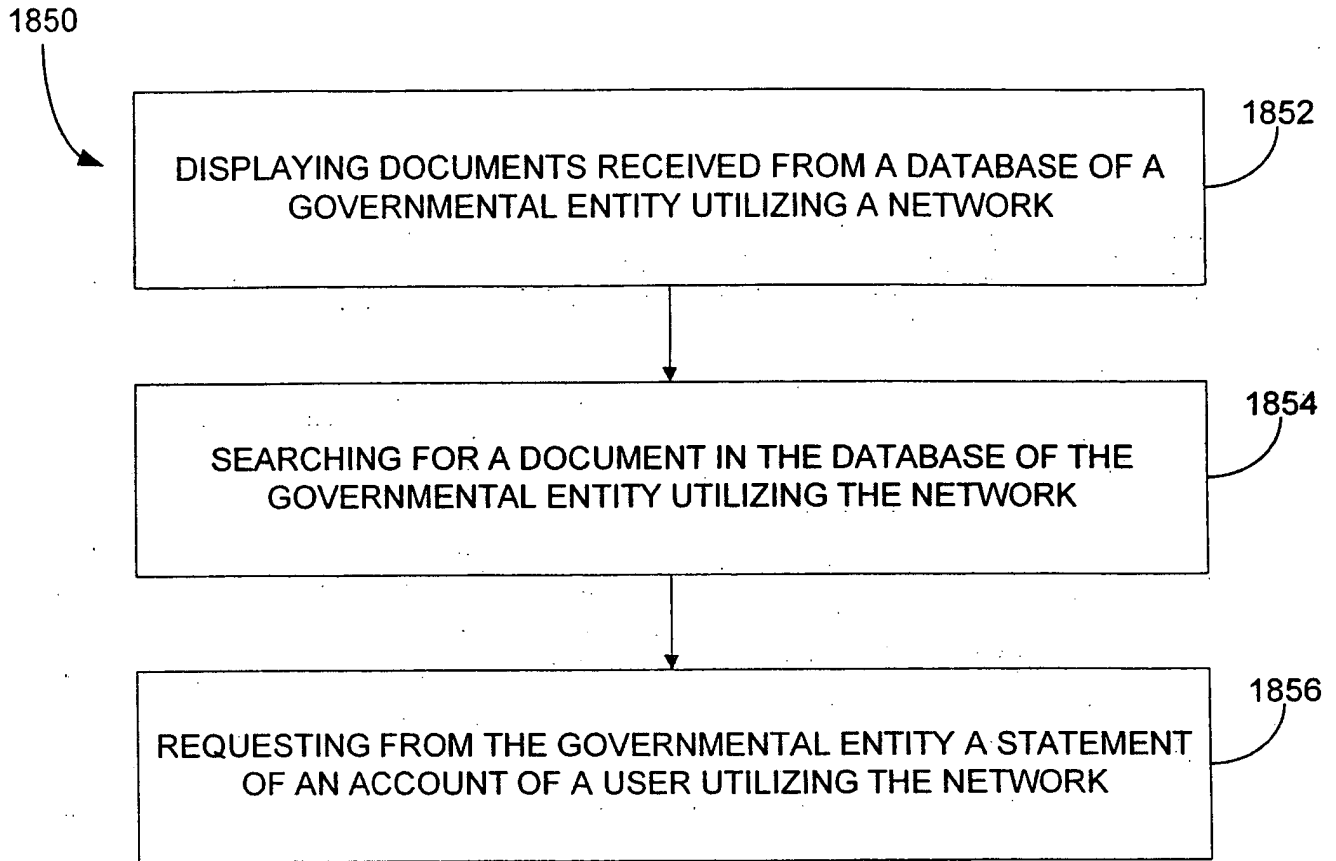 1850
1852
DISPLAYING DOCUMENTS RECEIVED FROM A DATABASE OF A
GOVERNMENTAL ENTITY UTILIZING A NETWORK
1854
SEARCHING FOR A DOCUMENT IN THE DATABASE OF THE
GOVERNMENTAL ENTITY UTILIZING THE NETWORK
1856
REQUESTING FROM THE GOVERNMENTAL ENTITY A STATEMENT
OF AN ACCOUNT OF A USER UTILIZING THE NETWORK